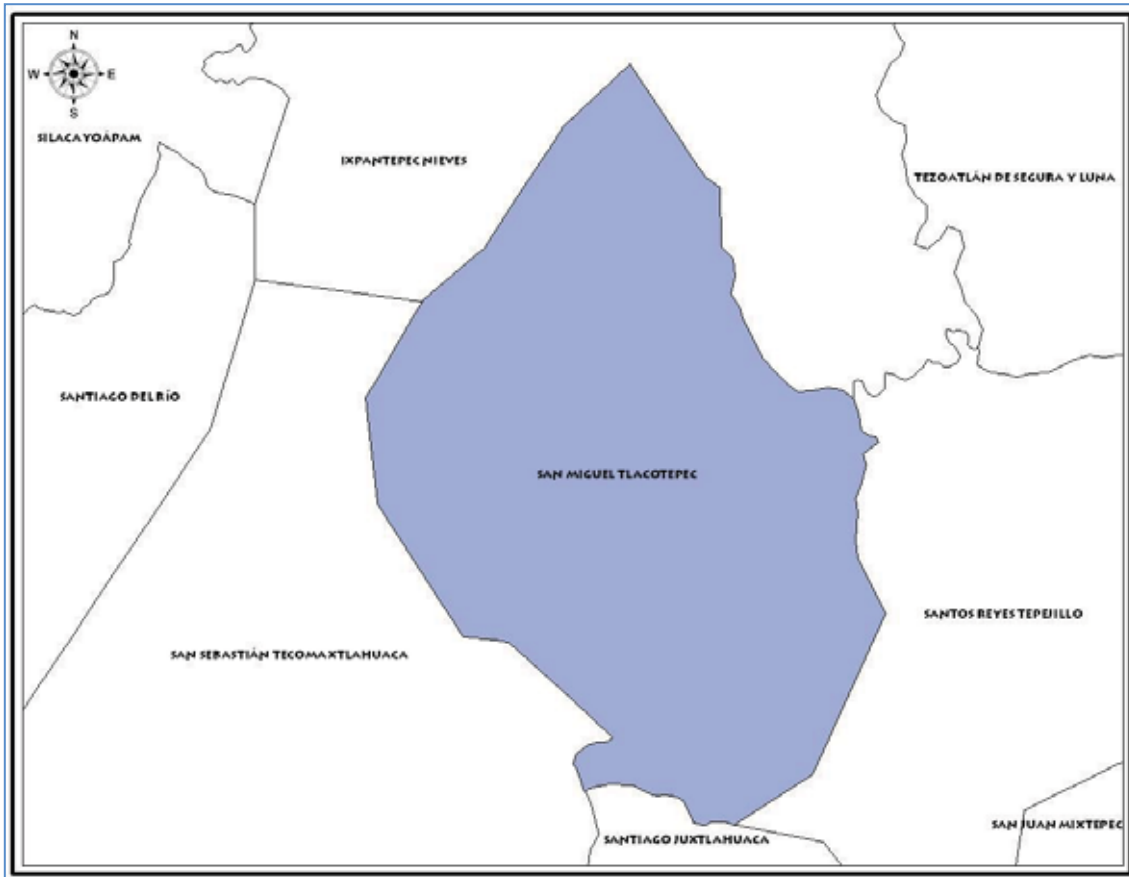 N
W E
S
SILACAYOÁPAM
IXPANTEPEC NIEVES
TEZOATLÁN DE SEGURA Y LUNA
SANTIAGO DEL RÍO
SAN MIGUEL TLACOTEPEC
SANTOS REYES TEPEJILLO
SAN SEBASTIÁN TECOMAXTLAHUACA
SAN JUAN MIXTEPEC
SANTIAGO JUXTLAHUACA